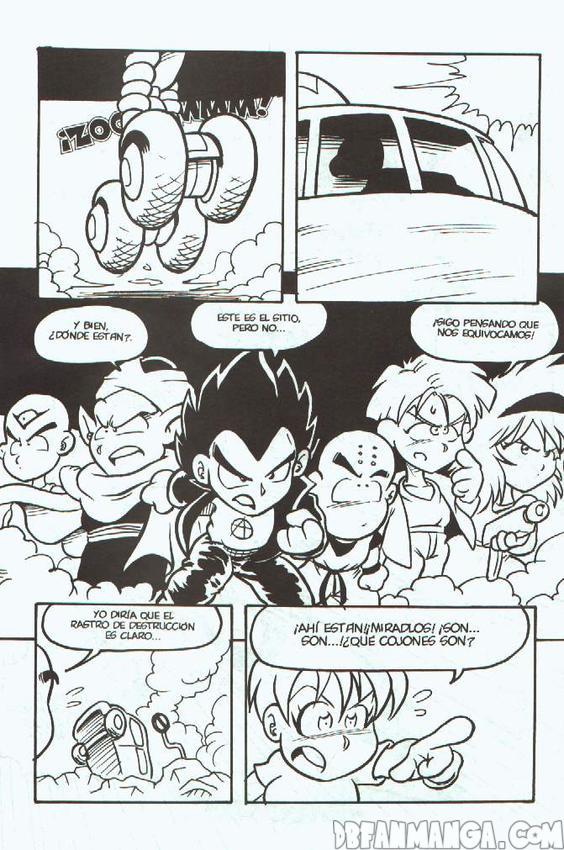 ¡ZOOOWMMM!
Y BIEN,
¿DÓNDE ESTÁN?.
ESTE ES EL SITIO,
PERO NO...
¡SIGO PENSANDO QUE
NOS EQUIVOCAMOS!
YO DIRÍA QUE EL
RASTRO DE DESTRUCCIÓN
ES CLARO...
¡AHÍ ESTÁN! ¡MIRADLOS! ¡SON...
SON...! ¿QUÉ COJONES SON?
DBFANMANGA.COM